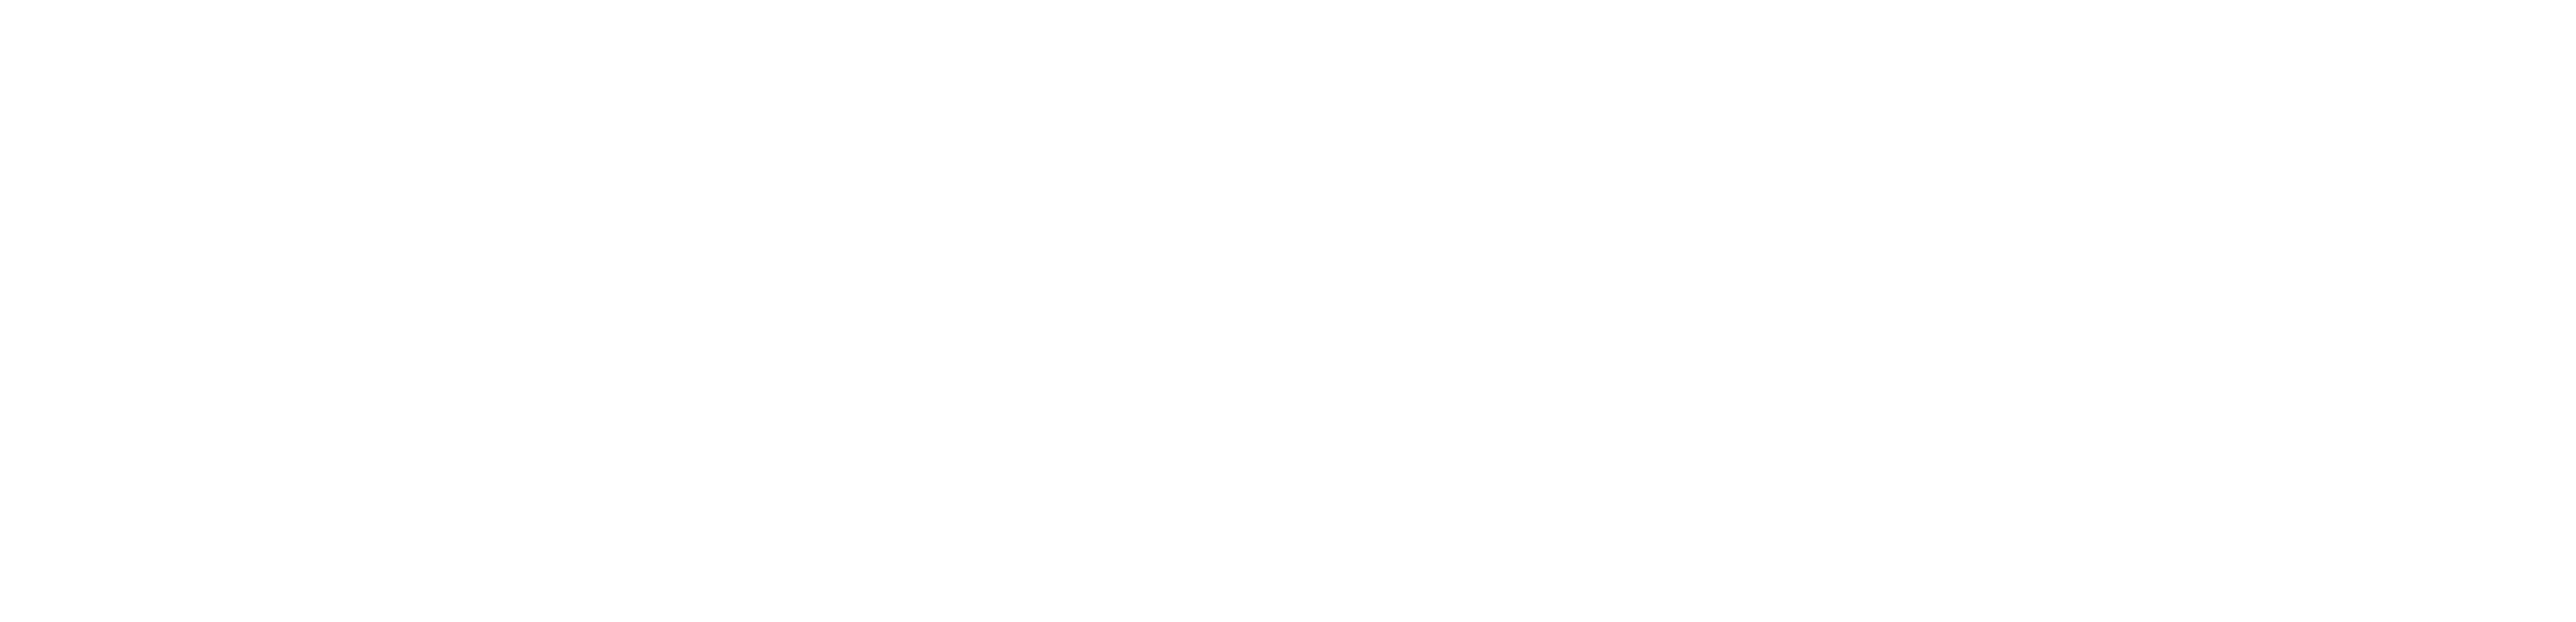 SHANGHAI, CHINA
ISCAS 2026
IEEE INTERNATIONAL SYMPOSIUM ON CIRCUITS AND SYSTEMS